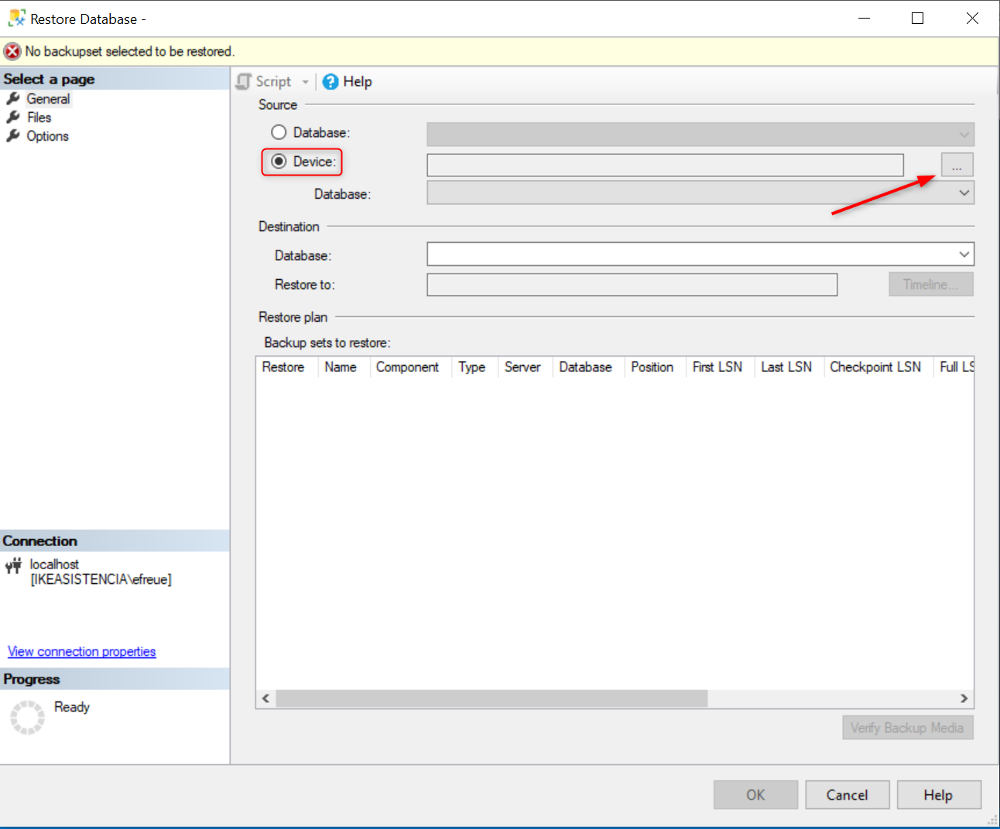 Restore Database -
No backupset selected to be restored.
Select a page
General
Files
Options
Script
Help
Source
Database:
Device:
...
Database:
Destination
Database:
Restore to:
Timeline...
Restore plan
Backup sets to restore:
Restore Name Component Type Server Database Position First LSN Last LSN Checkpoint LSN Full LS
Connection
localhost
[IKEASISTENCIA\efreue]
View connection properties
Progress
Ready
Verify Backup Media
OK Cancel Help